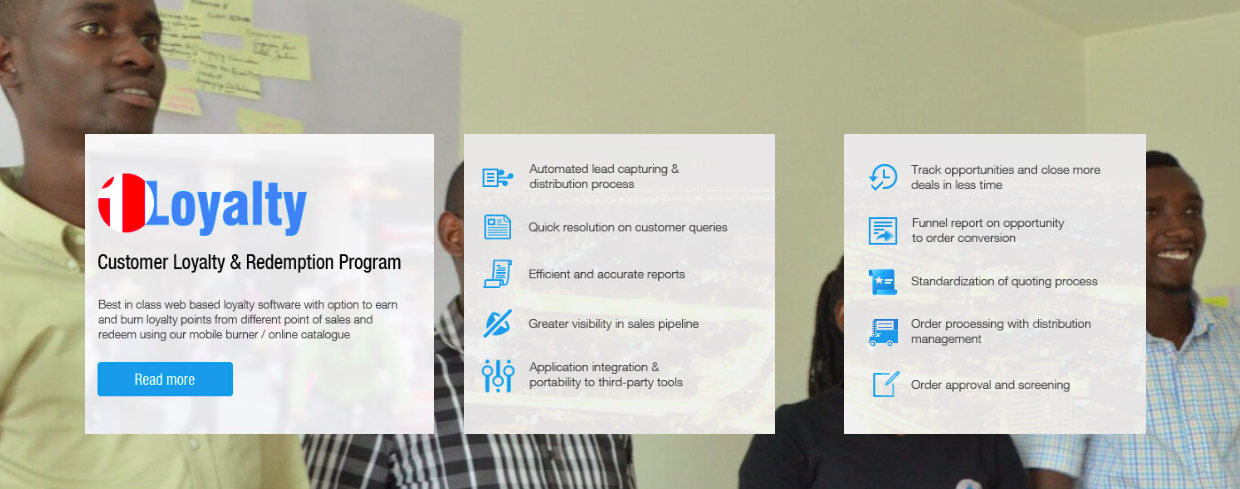 1Loyalty
Customer Loyalty & Redemption Program
Best in class web based loyalty software with option to earn
and burn loyalty points from different point of sales and
redeem using our mobile burner / online catalogue
Read more
Automated lead capturing &
distribution process
Quick resolution on customer queries
Efficient and accurate reports
Greater visibility in sales pipeline
Application integration &
portability to third-party tools
Track opportunities and close more
deals in less time
Funnel report on opportunity
to order conversion
Standardization of quoting process
Order processing with distribution
management
Order approval and screening